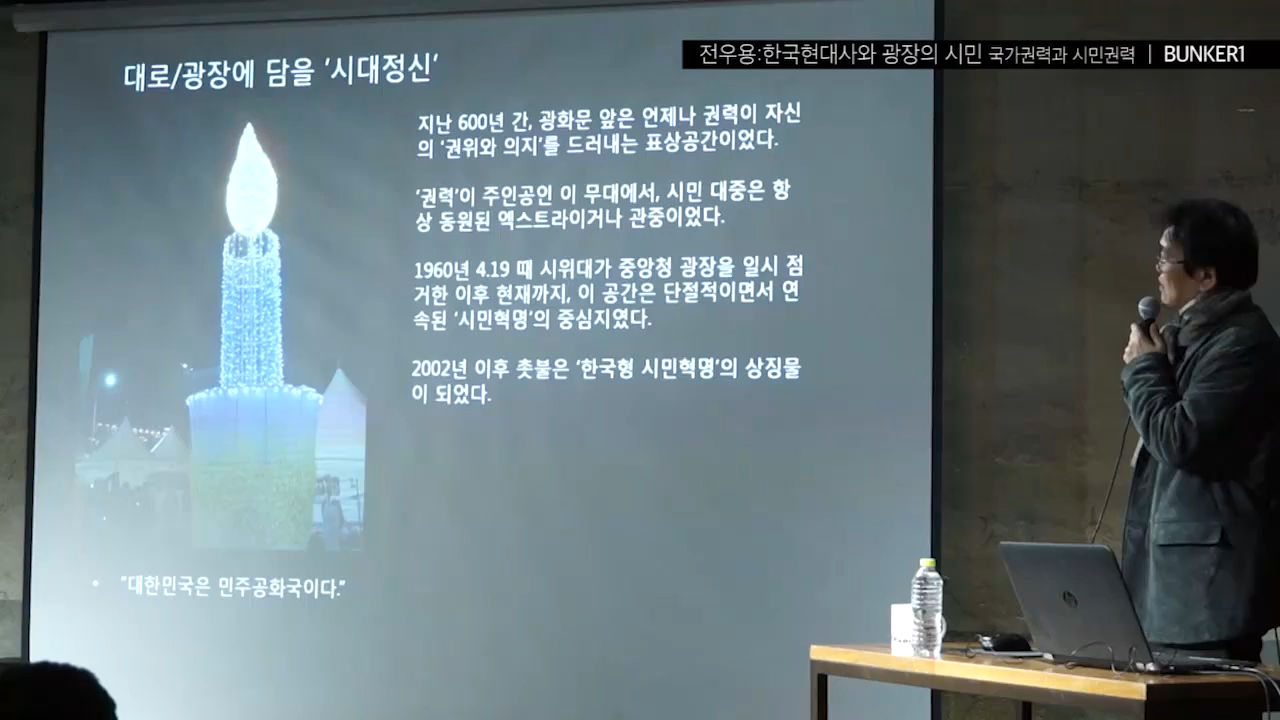 전우용:한국현대사와 광장의 시민 국가권력과 시민권력 | BUNKER1
대로/광장에 담을 '시대정신'
지난 600년 간, 광화문 앞은 언제나 권력이 자신
의 '권위와 의지'를 드러내는 표상공간이었다.
'권력'이 주인공인 이 무대에서, 시민 대중은 항
상 동원된 엑스트라이거나 관중이었다.
1960년 4.19 때 시위대가 중앙청 광장을 일시 점
거한 이후 현재까지, 이 공간은 단절적이면서 연
속된 '시민혁명'의 중심지였다.
2002년 이후 촛불은 '한국형 시민혁명'의 상징물
이 되었다.
• "대한민국은 민주공화국이다."
hp